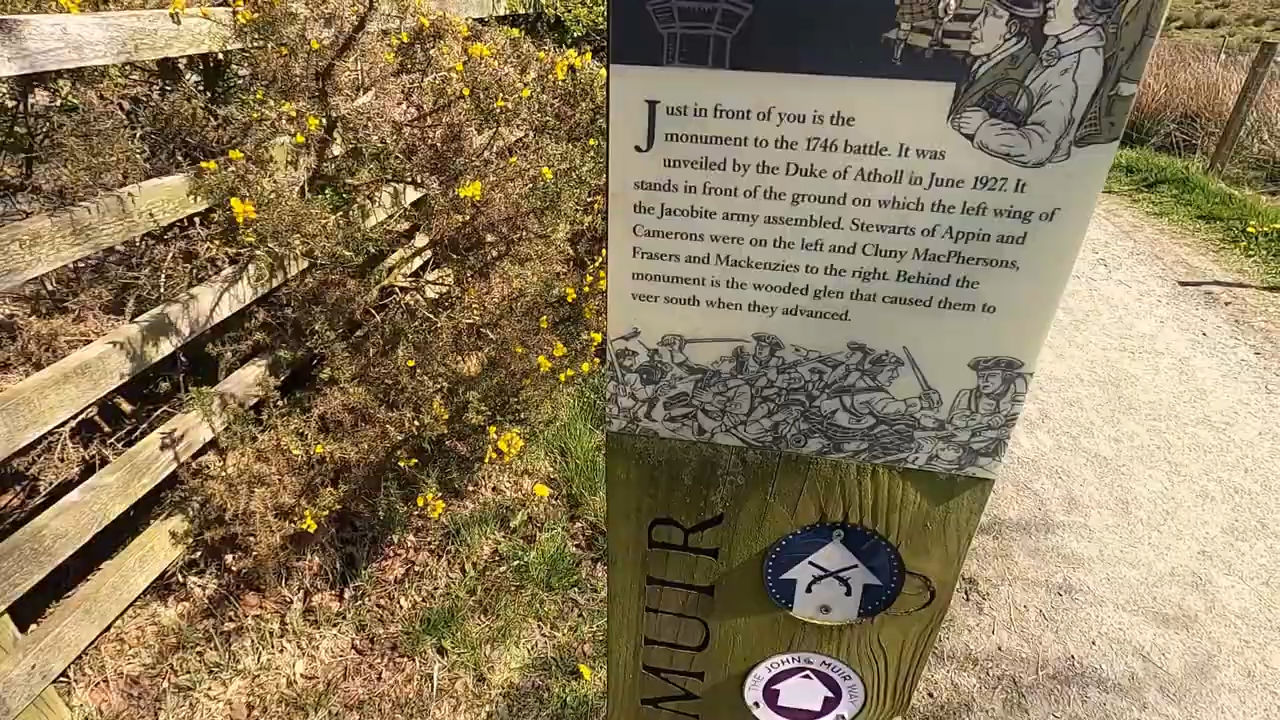 Just in front of you is the
monument to the 1746 battle. It was
unveiled by the Duke of Atholl in June 1927. It
stands in front of the ground on which the left wing of
the Jacobite army assembled. Stewarts of Appin and
Camerons were on the left and Cluny MacPhersons,
Frasers and Mackenzies to the right. Behind the
monument is the wooded glen that caused them to
veer south when they advanced.
MUIR
THE JOHN MUIR WAY